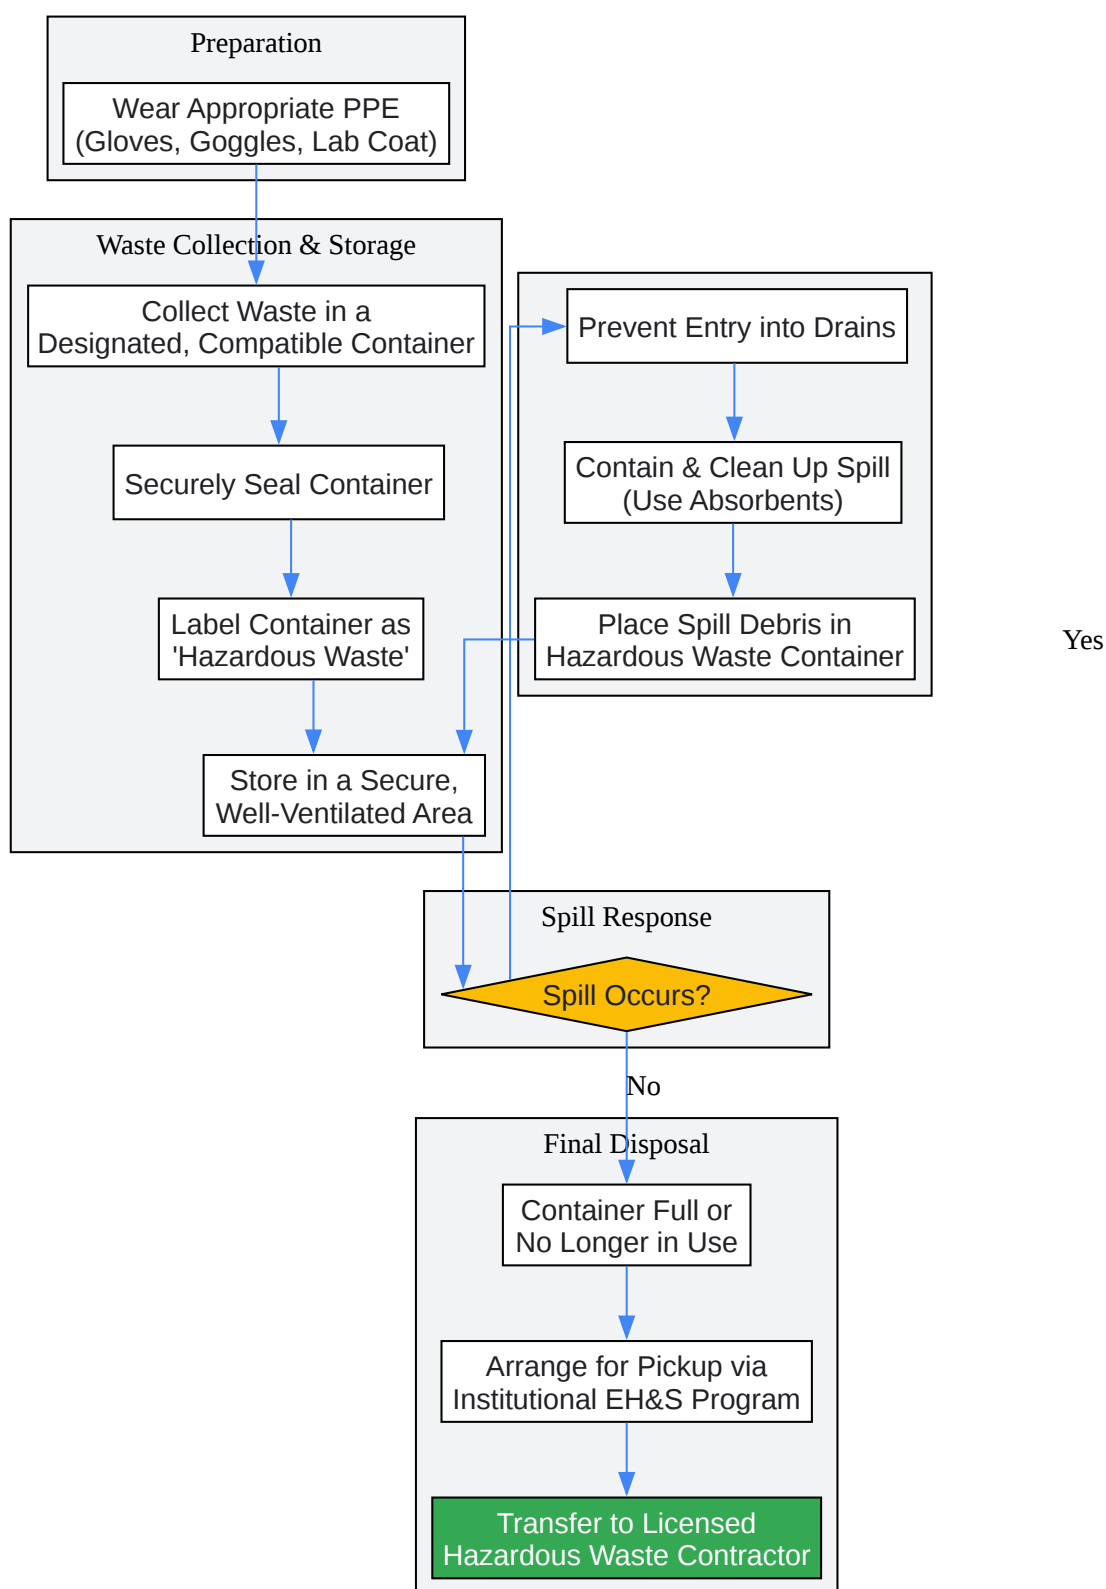 Preparation
Wear Appropriate PPE
(Gloves, Goggles, Lab Coat)
Waste Collection & Storage
Collect Waste in a
Designated, Compatible Container
Securely Seal Container
Label Container as
'Hazardous Waste'
Store in a Secure,
Well-Ventilated Area
Prevent Entry into Drains
Contain & Clean Up Spill
(Use Absorbents)
Place Spill Debris in
Hazardous Waste Container
Yes
Spill Response
Spill Occurs?
No
Final Disposal
Container Full or
No Longer in Use
Arrange for Pickup via
Institutional EH&S Program
Transfer to Licensed
Hazardous Waste Contractor